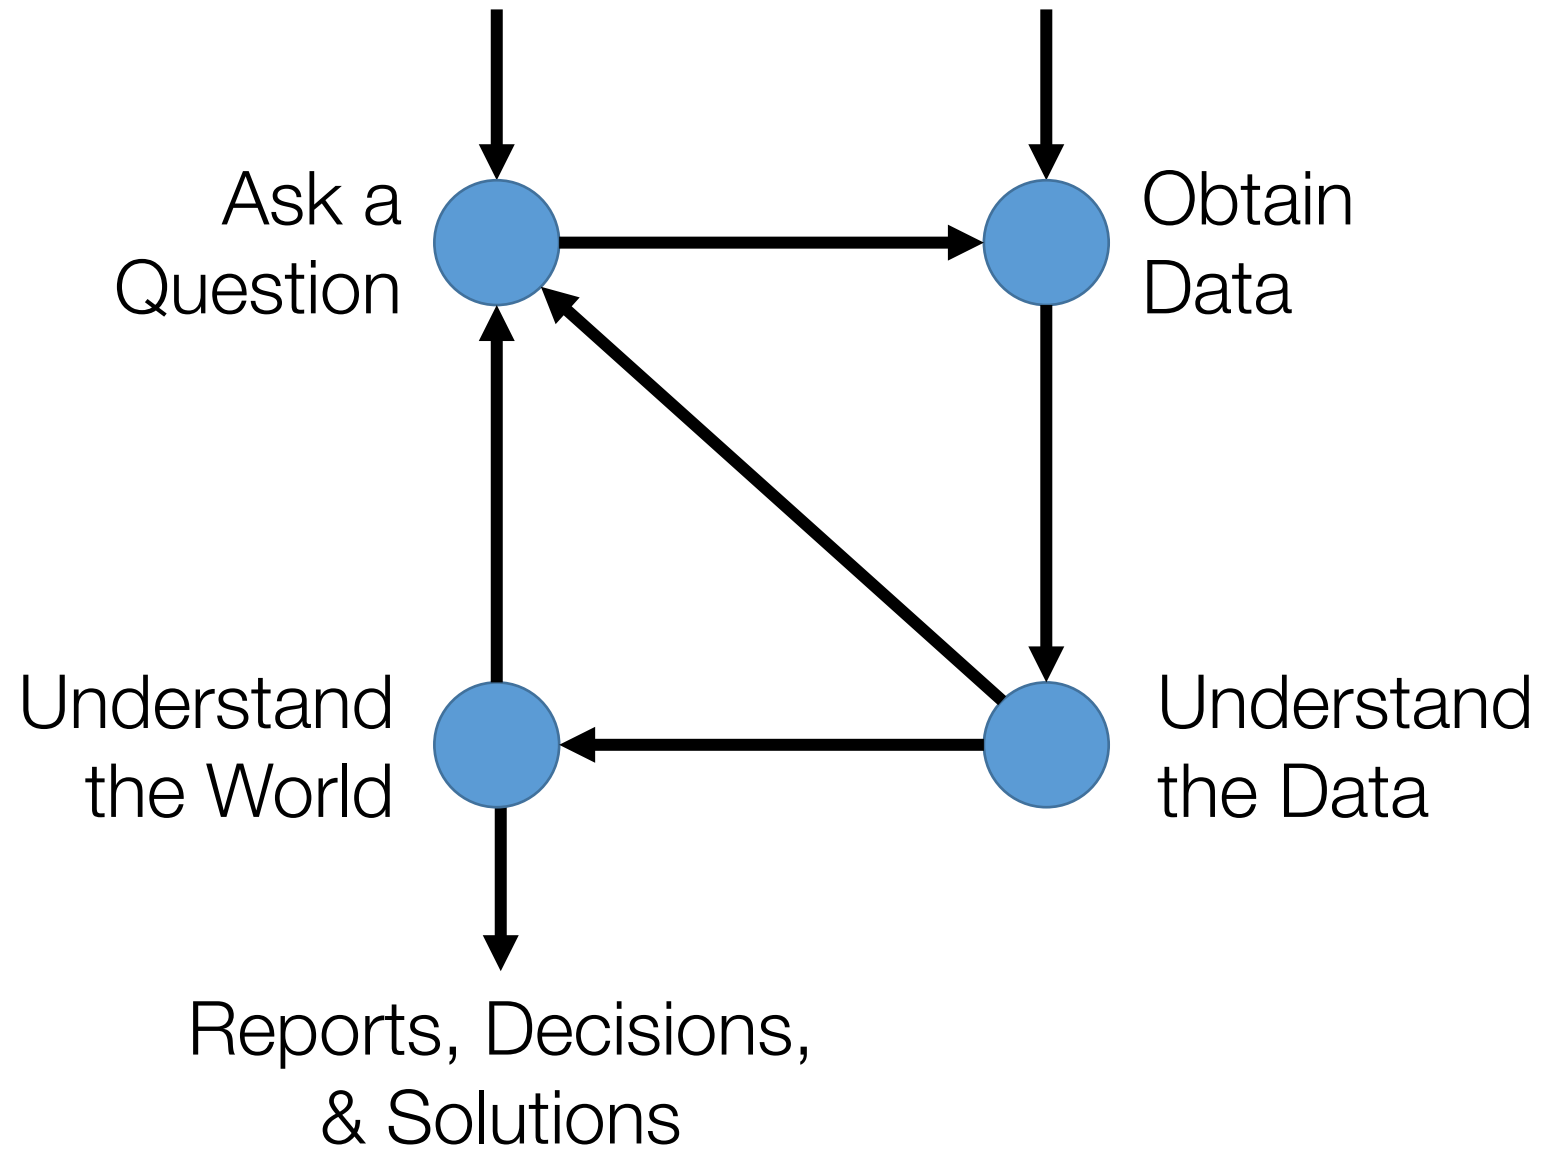 Ask a
Question
Obtain
Data
Understand
the World
Understand
the Data
Reports, Decisions,
& Solutions